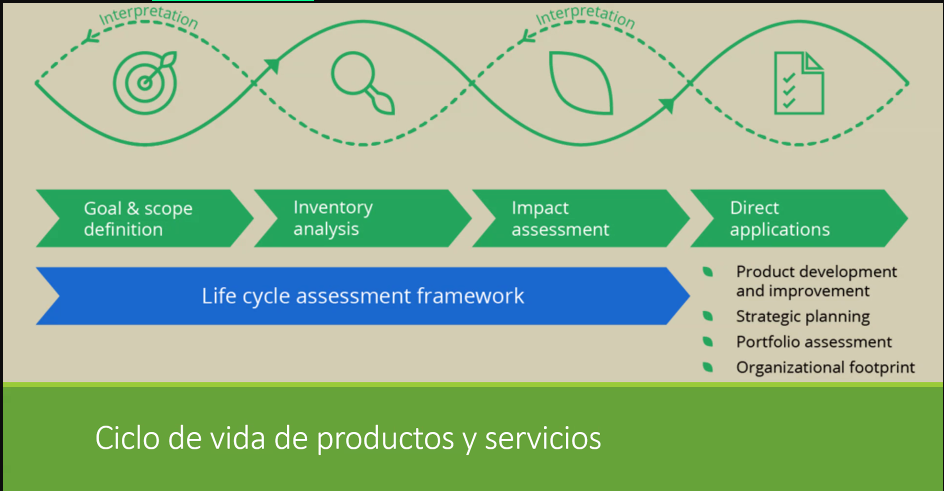 Interpretation
Interpretation
Goal & scope
definition
Inventory
analysis
Impact
assessment
Direct
applications
Life cycle assessment framework
Product development
and improvement
Strategic planning
Portfolio assessment
Organizational footprint
Ciclo de vida de productos y servicios